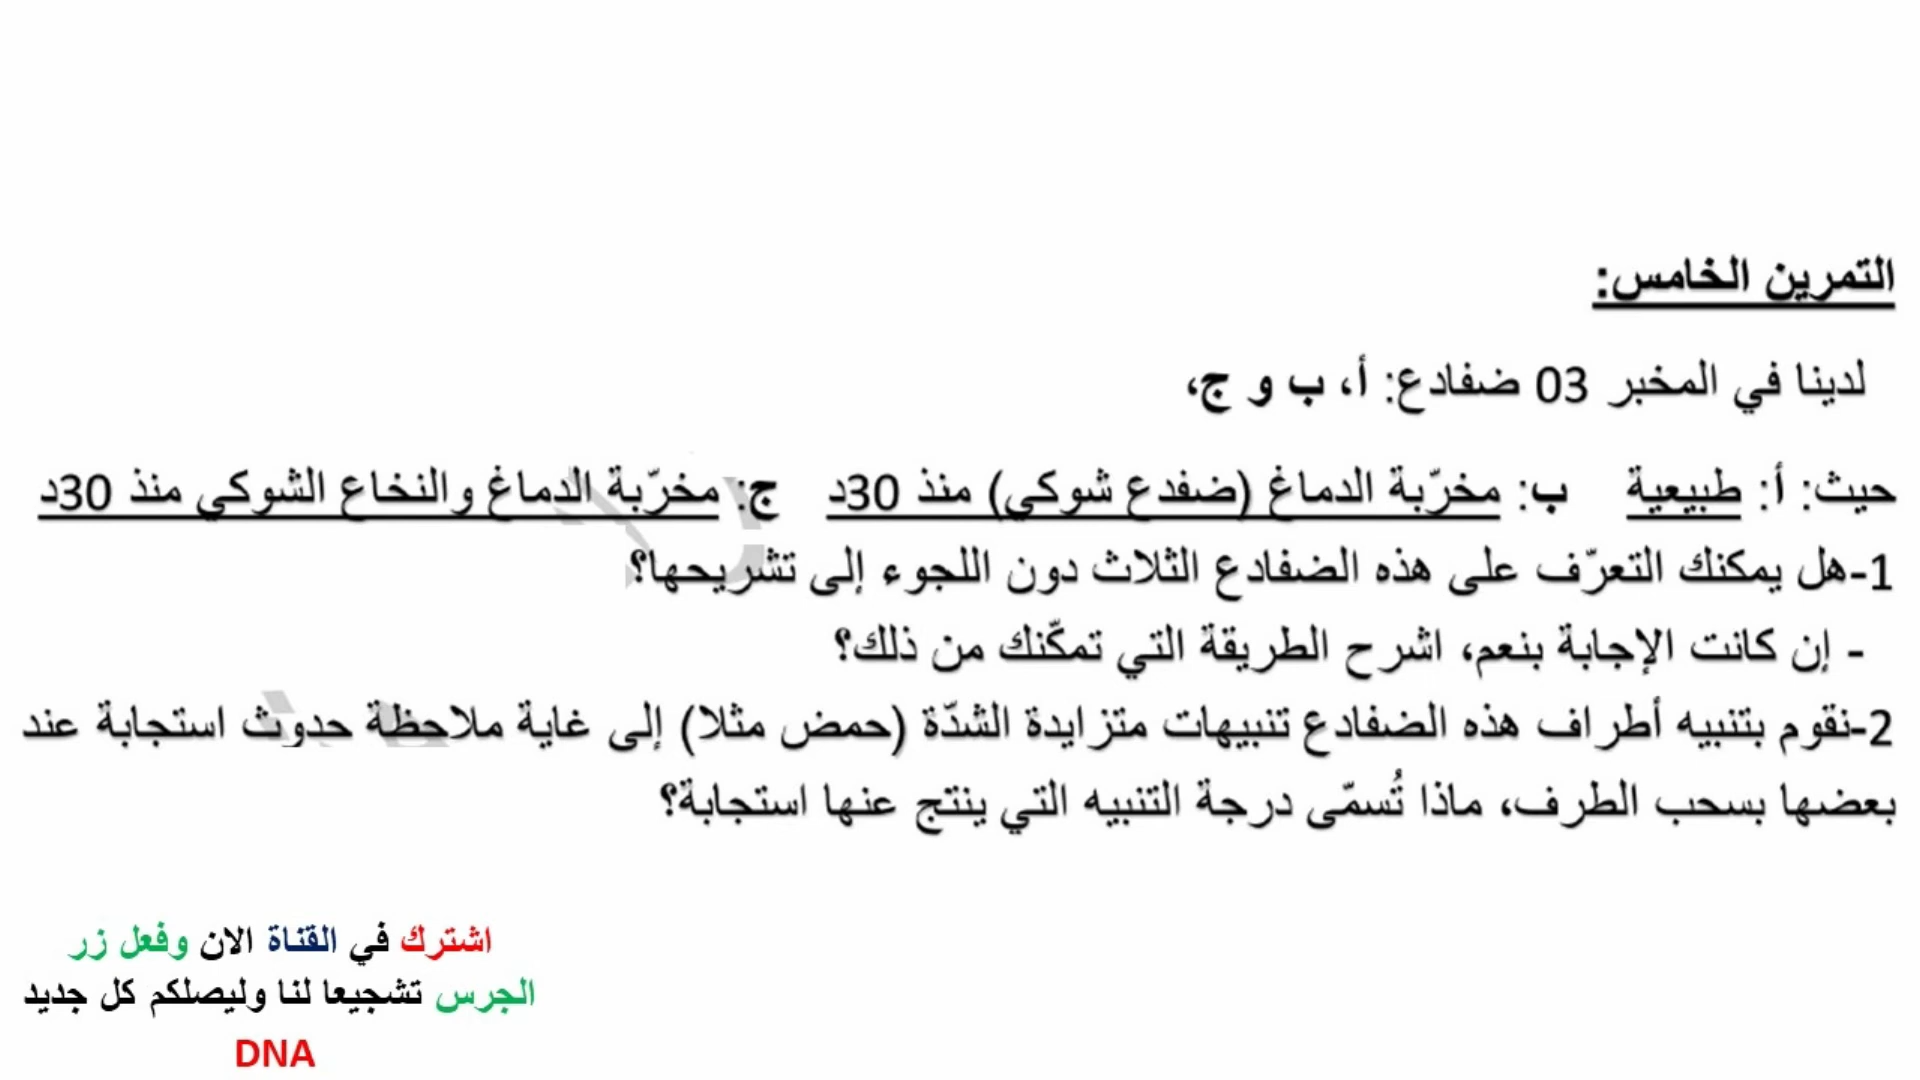 التمرين الخامس:
لدينا في المخبر 03 ضفادع: أ، ب و ج،
حيث: أ: طبيعية ب: مخرّبة الدماغ (ضفدع شوكي) منذ 30د ج: مخرّبة الدماغ والنخاع الشوكي منذ 30د
1-هل يمكنك التعرّف على هذه الضفادع الثلاث دون اللجوء إلى تشريحها؟
- إن كانت الإجابة بنعم، اشرح الطريقة التي تمكّنك من ذلك؟
2-نقوم بتنبيه أطراف هذه الضفادع تنبيهات متزايدة الشدّة (حمض مثلا) إلى غاية ملاحظة حدوث استجابة عند
بعضها بسحب الطرف، ماذا تُسمّى درجة التنبيه التي ينتج عنها استجابة؟
اشترك في القناة الان وفعل زر
الجرس تشجيعا لنا وليصلكم كل جديد
DNA